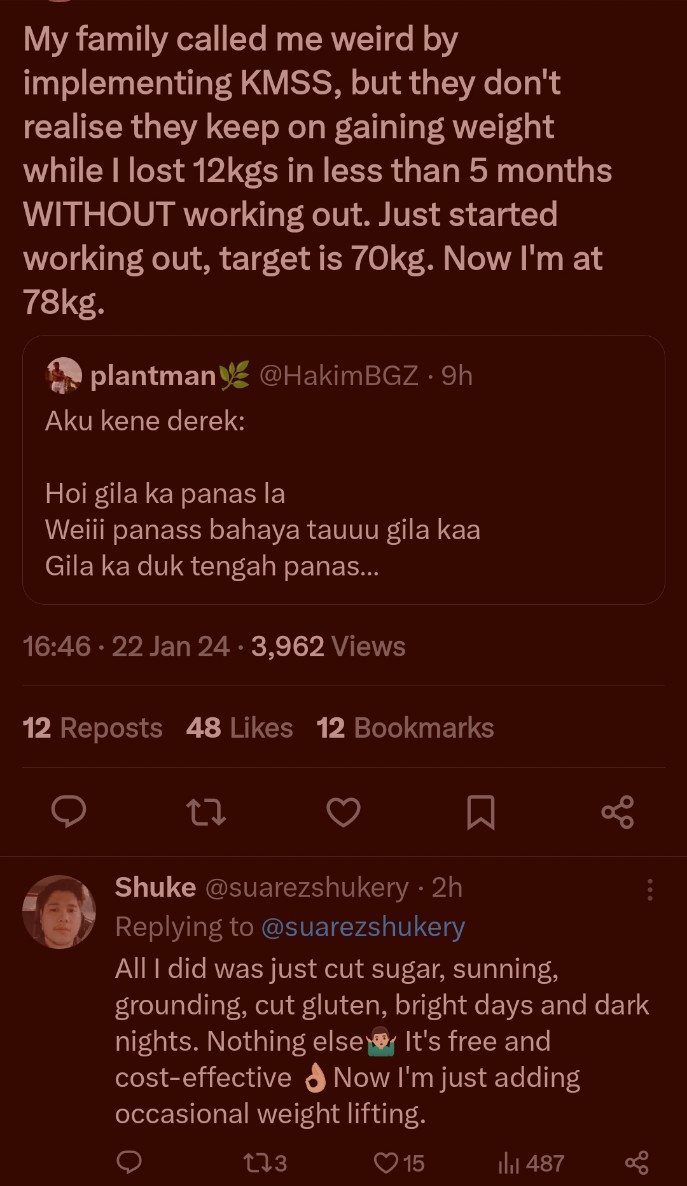 My family called me weird by
implementing KMSS, but they don't
realise they keep on gaining weight
while I lost 12kgs in less than 5 months
WITHOUT working out. Just started
working out, target is 70kg. Now I'm at
78kg.
plantman🌿 @HakimBGZ · 9h
Aku kene derek:
Hoi gila ka panas la
Weiii panass bahaya tauuu gila kaa
Gila ka duk tengah panas...
16:46 · 22 Jan 24 · 3,962 Views
12 Reposts 48 Likes 12 Bookmarks
Shuke @suarezshukery · 2h
Replying to @suarezshukery
All I did was just cut sugar, sunning,
grounding, cut gluten, bright days and dark
nights. Nothing else🤷🏽‍♂️ It's free and
cost-effective 👌🏼Now I'm just adding
occasional weight lifting.
3 15 487